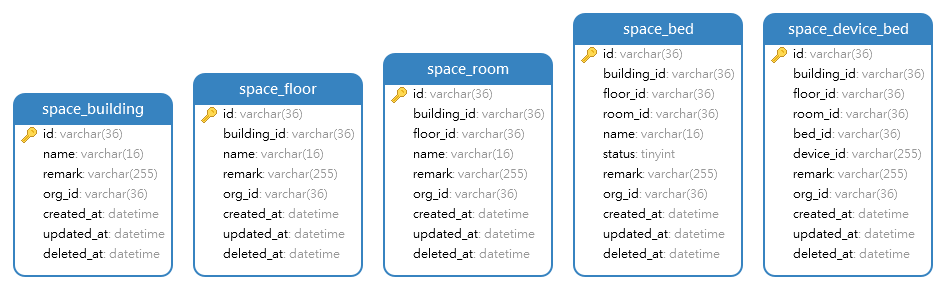 space_building
id: varchar(36)
name: varchar(16)
remark: varchar(255)
org_id: varchar(36)
created_at: datetime
updated_at: datetime
deleted_at: datetime
space_floor
id: varchar(36)
building_id: varchar(36)
name: varchar(16)
remark: varchar(255)
org_id: varchar(36)
created_at: datetime
updated_at: datetime
deleted_at: datetime
space_room
id: varchar(36)
building_id: varchar(36)
floor_id: varchar(36)
name: varchar(16)
remark: varchar(255)
org_id: varchar(36)
created_at: datetime
updated_at: datetime
deleted_at: datetime
space_bed
id: varchar(36)
building_id: varchar(36)
floor_id: varchar(36)
room_id: varchar(36)
name: varchar(16)
status: tinyint
remark: varchar(255)
org_id: varchar(36)
created_at: datetime
updated_at: datetime
deleted_at: datetime
space_device_bed
id: varchar(36)
building_id: varchar(36)
floor_id: varchar(36)
room_id: varchar(36)
bed_id: varchar(36)
device_id: varchar(255)
remark: varchar(255)
org_id: varchar(36)
created_at: datetime
updated_at: datetime
deleted_at: datetime